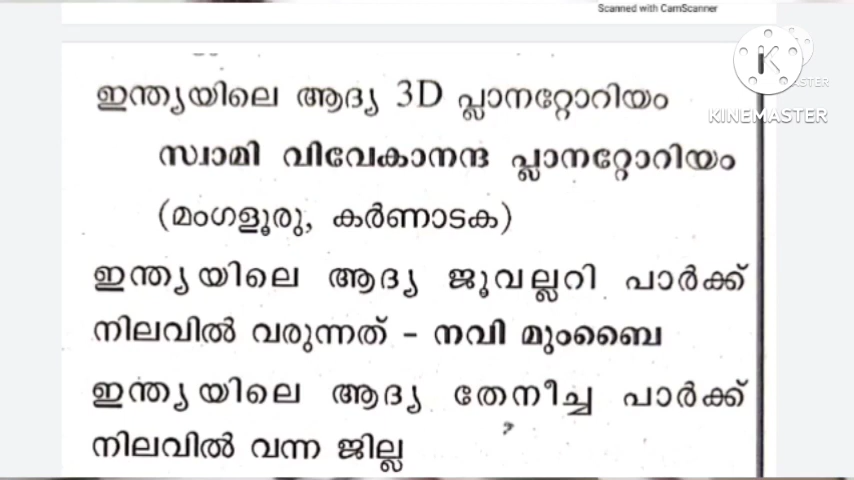 Scanned with CamScanner
KINEMASTER
ഇന്ത്യയിലെ ആദ്യ 3D പ്ലാനറ്റോറിയം
സ്വാമി വിവേകാനന്ദ പ്ലാനറ്റോറിയം
(മംഗളൂരു, കർണാടക)
ഇന്ത്യയിലെ ആദ്യ ജൂവല്ലറി പാർക്ക്
നിലവിൽ വരുന്നത് - നവി മുംബൈ
ഇന്ത്യയിലെ ആദ്യ തേനീച്ച പാർക്ക്
നിലവിൽ വന്ന ജില്ല